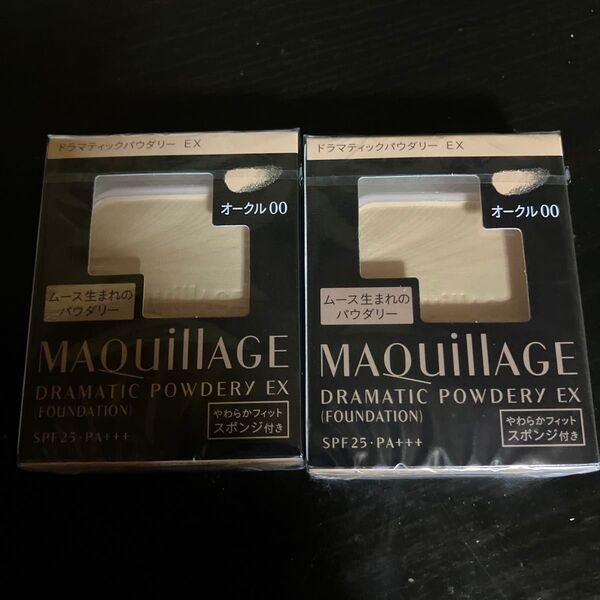 ドラマティックパウダリー EX
オークル00
ムース生まれの
パウダリー
MAQuillAGE
DRAMATIC POWDERY EX
(FOUNDATION)
SPF25・PA+++
やわらかフィット
スポンジ付き
ドラマティックパウダリー EX
オークル00
ムース生まれの
パウダリー
MAQuillAGE
DRAMATIC POWDERY EX
(FOUNDATION)
SPF25・PA+++
やわらかフィット
スポンジ付き